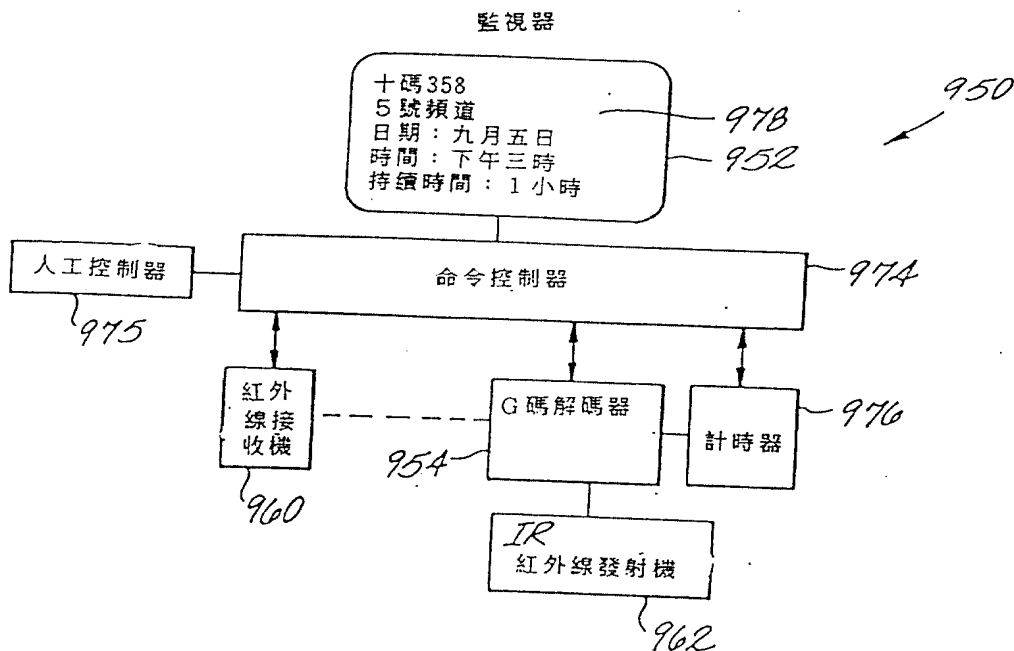 監視器
十碼358
5號頻道
日期：九月五日
時間：下午三時
持續時間：1小時
978
952
950
人工控制器
975
命令控制器
974
紅外
線接
收機
960
G碼解碼器
954
計時器
976
IR
紅外線發射機
962